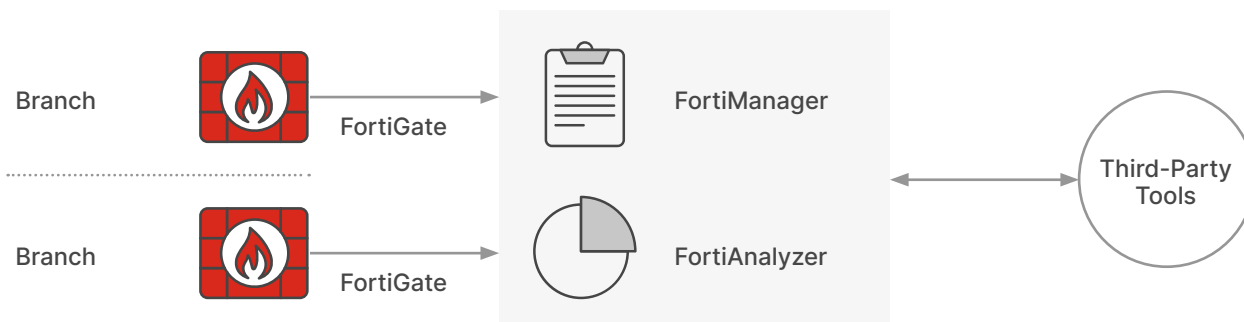 Branch
FortiGate
FortiManager
Third-Party
Tools
Branch
FortiGate
FortiAnalyzer